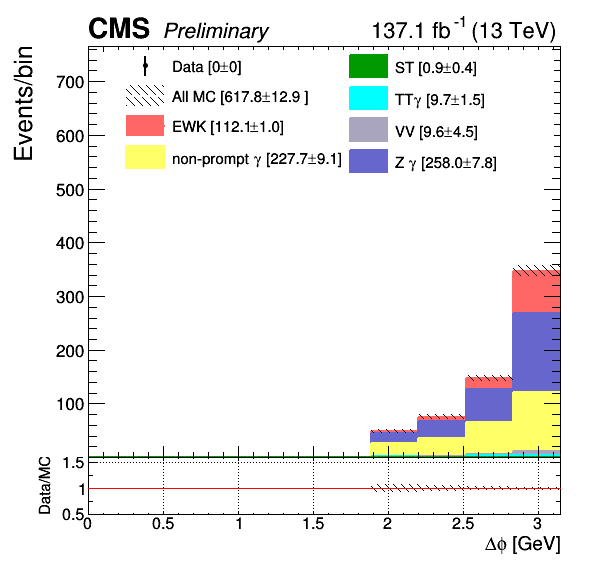 CMS Preliminary 137.1 fb⁻¹ (13 TeV)
Events/bin
Data [0±0]
All MC [617.8±12.9 ]
EWK [112.1±1.0]
non-prompt γ [227.7±9.1]
ST [0.9±0.4]
TTγ [9.7±1.5]
VV [9.6±4.5]
Z γ [258.0±7.8]
700
600
500
400
300
200
100
Data/MC
1.5
1
0.5
0 0.5 1 1.5 2 2.5 3
Δϕ [GeV]